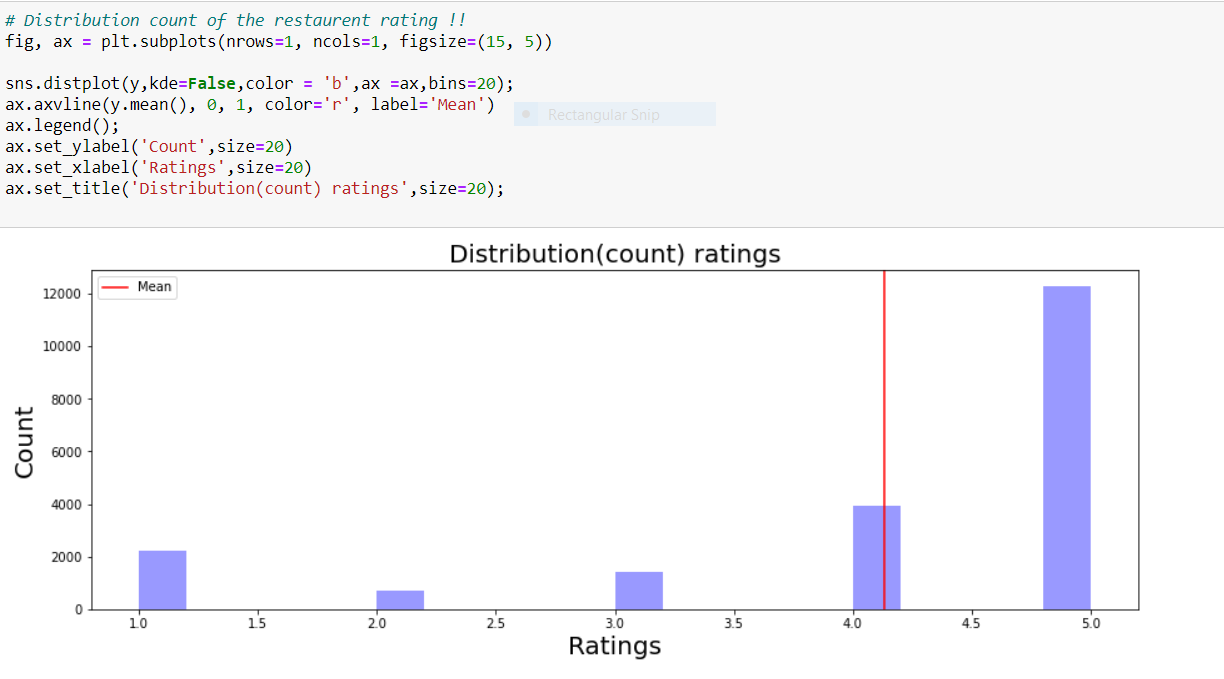 # Distribution count of the restaurent rating !!
fig, ax = plt.subplots(nrows=1, ncols=1, figsize=(15, 5))
sns.distplot(y,kde=False,color = 'b',ax =ax,bins=20);
ax.axvline(y.mean(), 0, 1, color='r', label='Mean')
Rectangular Snip
ax.legend();
ax.set_ylabel('Count',size=20)
ax.set_xlabel('Ratings',size=20)
ax.set_title('Distribution(count) ratings',size=20);
Distribution(count) ratings
Mean
12000
10000
8000
6000
4000
2000
0
Count
1.0 1.5 2.0 2.5 3.0 3.5 4.0 4.5 5.0
Ratings